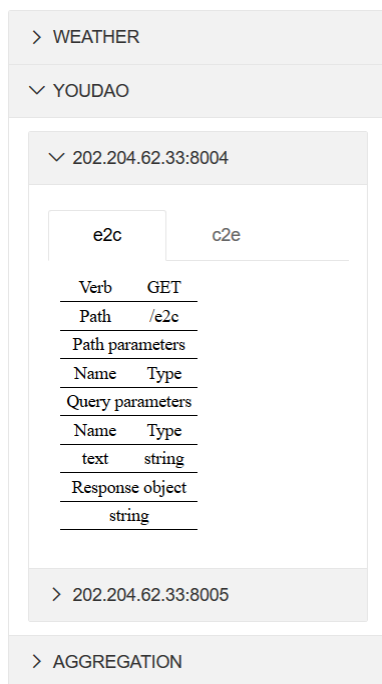 WEATHER
YOUDAO
202.204.62.33:8004
e2c c2e
Verb GET
Path /e2c
Path parameters
Name Type
Query parameters
Name Type
text string
Response object
string
202.204.62.33:8005
AGGREGATION